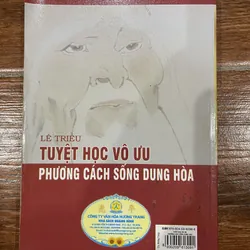 LÊ TRIỀU
TUYỆT HỌC VÔ ƯU
PHƯƠNG CÁCH SỐNG DUNG HÒA
CÔNG TY VĂN HÓA HƯƠNG TRANG